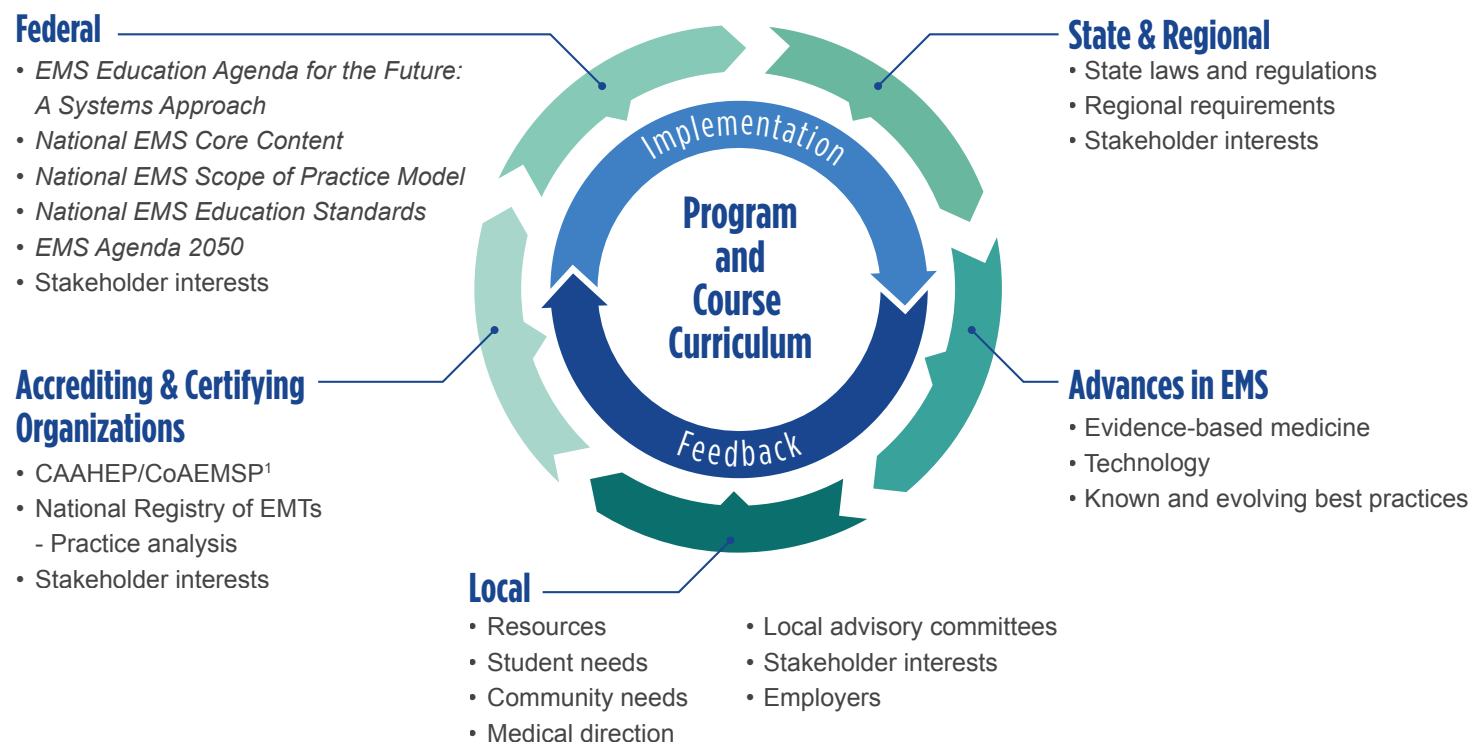 Federal
• EMS Education Agenda for the Future:
A Systems Approach
• National EMS Core Content
• National EMS Scope of Practice Model
• National EMS Education Standards
• EMS Agenda 2050
• Stakeholder interests
State & Regional
• State laws and regulations
• Regional requirements
• Stakeholder interests
Implementation
Program
and
Course
Curriculum
Feedback
Accrediting & Certifying
Organizations
• CAAHEP/CoAEMSP¹
• National Registry of EMTs
- Practice analysis
• Stakeholder interests
Advances in EMS
• Evidence-based medicine
• Technology
• Known and evolving best practices
Local
• Resources
• Student needs
• Community needs
• Medical direction
• Local advisory committees
• Stakeholder interests
• Employers